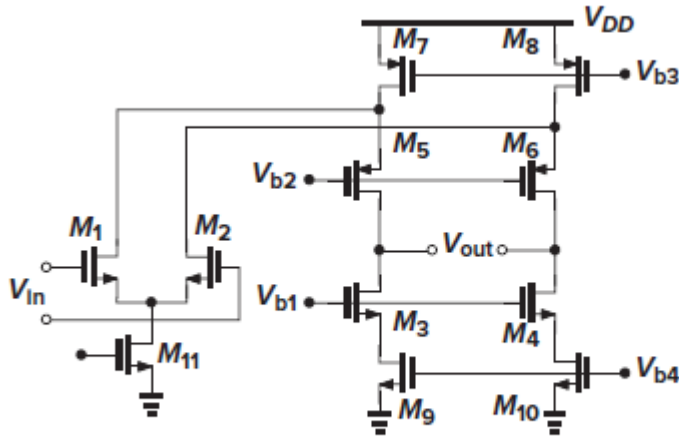 V_DD
M_7 M_8
V_b3
M_5 M_6
V_b2
M_1 M_2
V_out
V_In
V_b1
M_3 M_4
M_11
M_9 M_10
V_b4